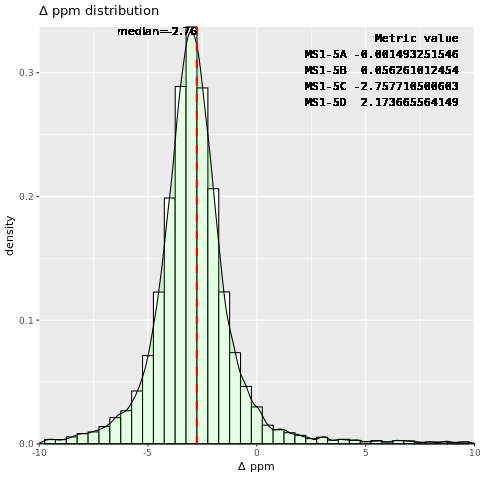 Δ ppm distribution
median=-2.76
Metric value
MS1-5A -0.001493251546
MS1-5B 0.056261012454
MS1-5C -2.757710500603
MS1-5D 2.173665564149
0.3
0.2
0.1
0.0
density
-10 -5 0 5 10
Δ ppm